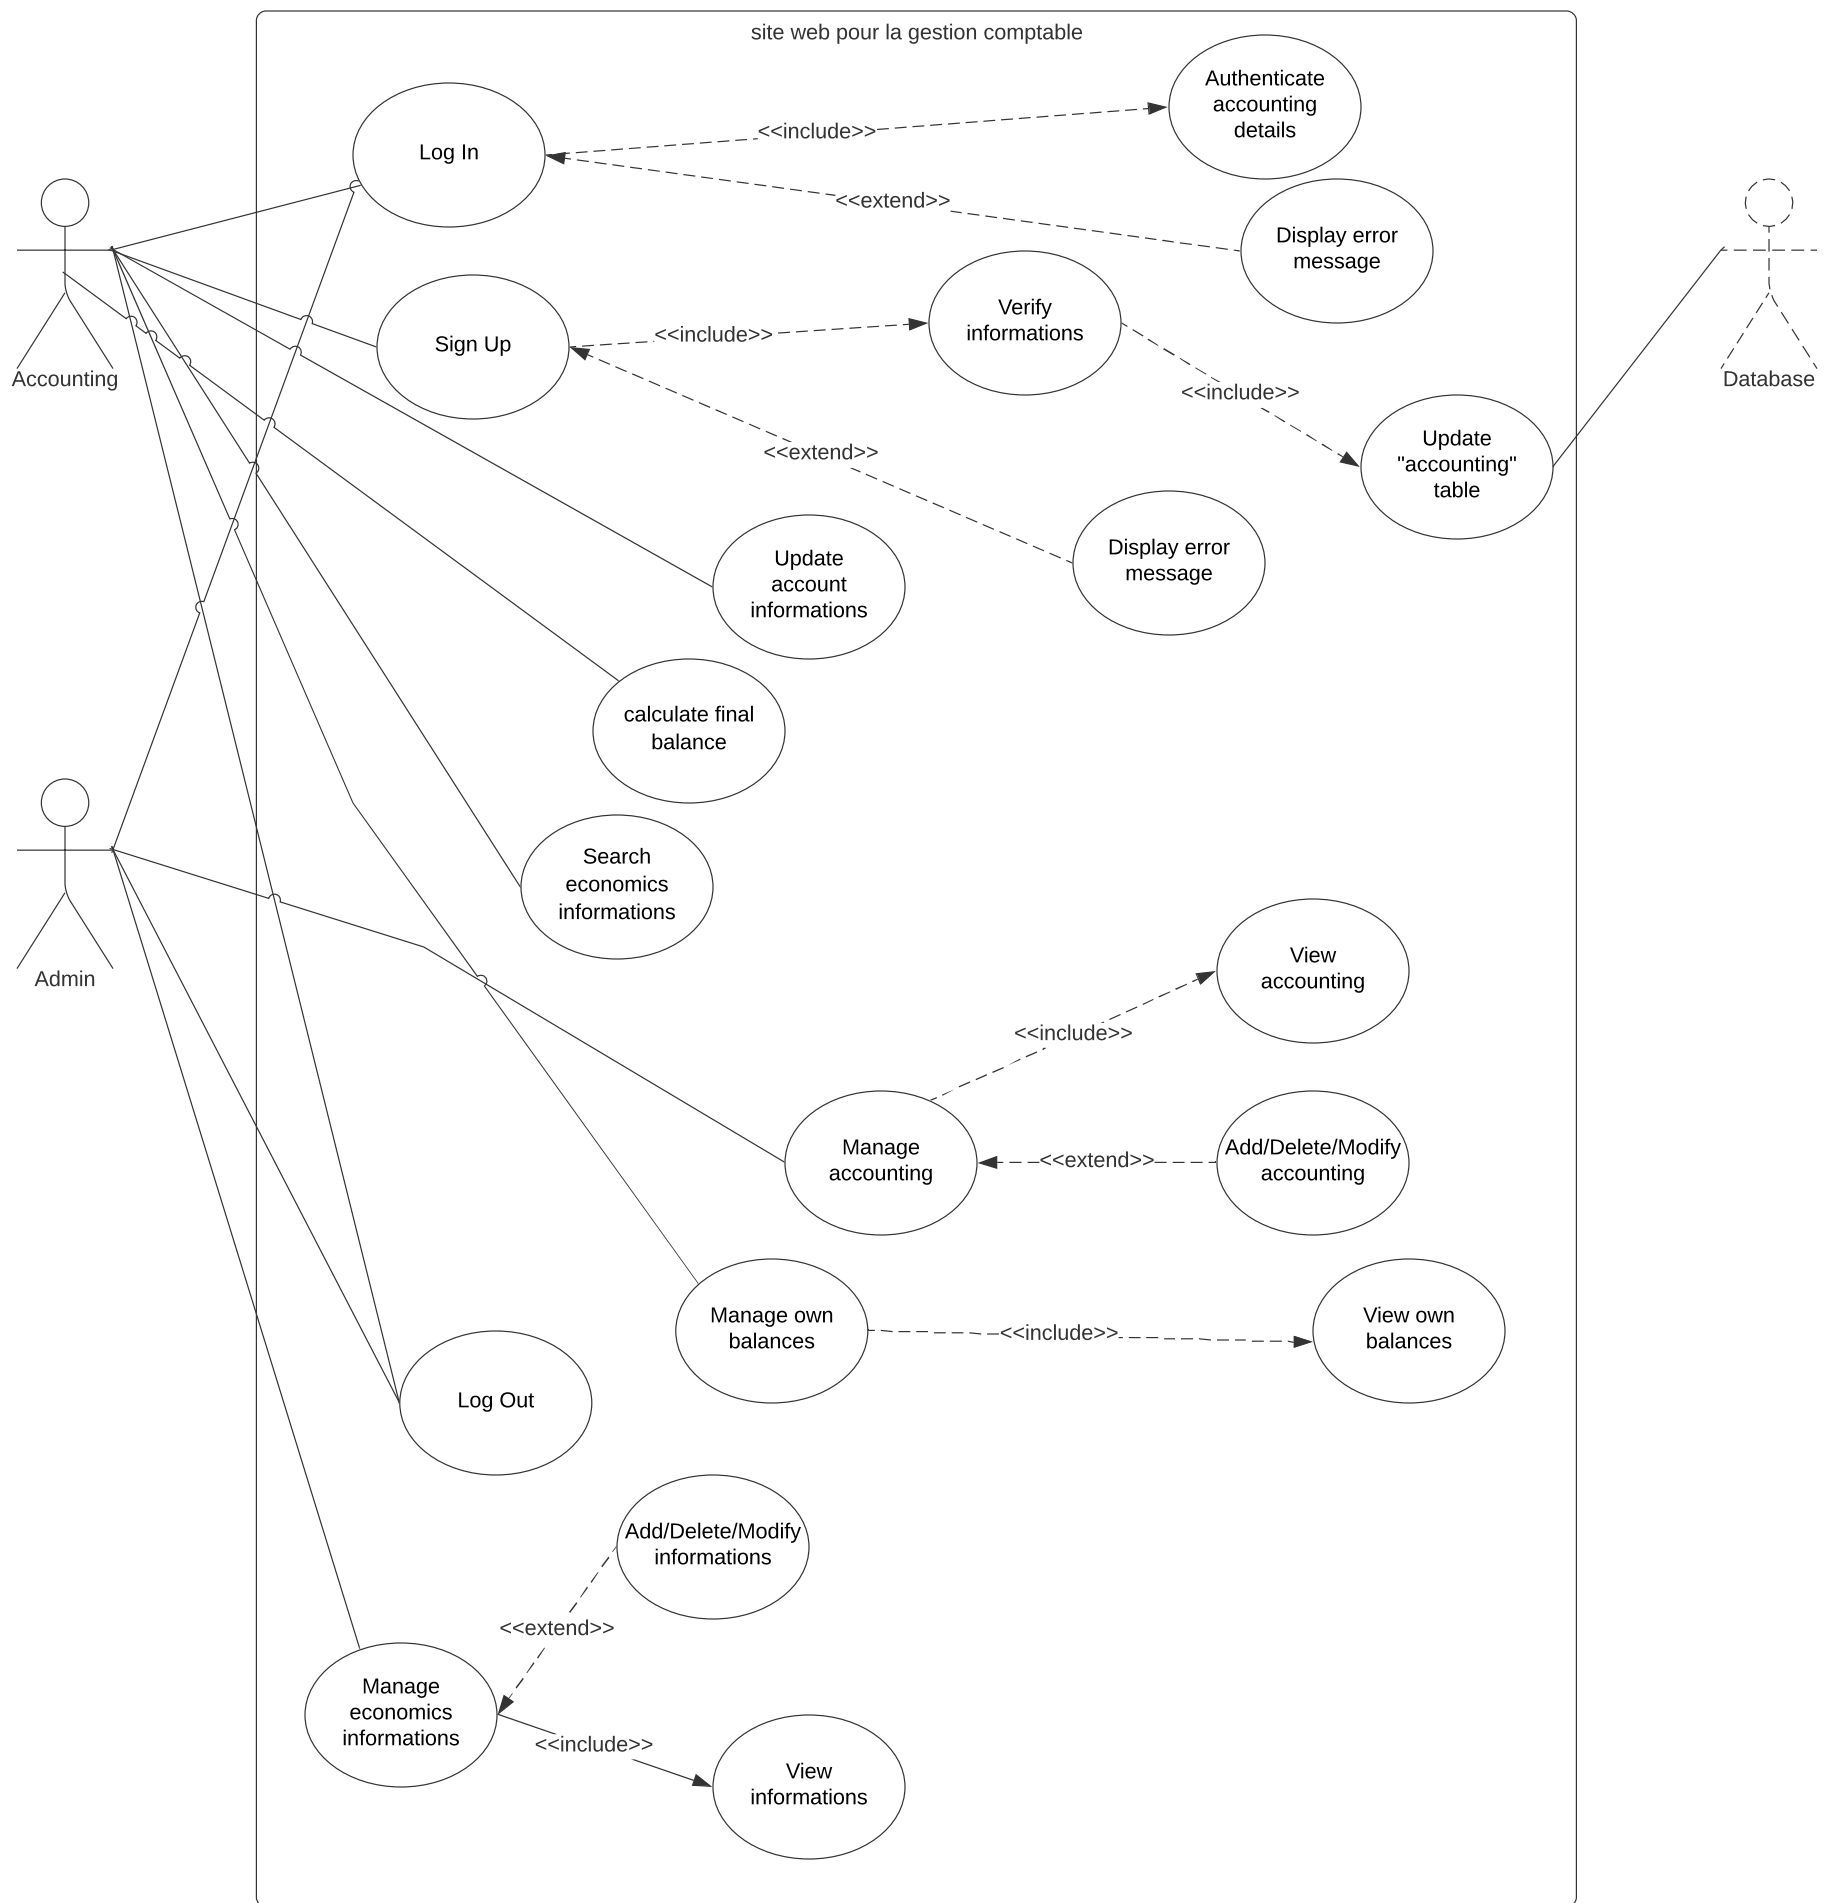 site web pour la gestion comptable
Authenticate
accounting
details
<<include>>
Log In
<<extend>>
Display error
message
Accounting
Database
Sign Up
<<include>>
Verify
informations
<<include>>
Update
"accounting"
table
<<extend>>
Display error
message
Update
account
informations
calculate final
balance
Search
economics
informations
Admin
View
accounting
<<include>>
Manage
accounting
<<extend>>
Add/Delete/Modify
accounting
Manage own
balances
<<include>>
View own
balances
Log Out
Add/Delete/Modify
informations
<<extend>>
Manage
economics
informations
<<include>>
View
informations